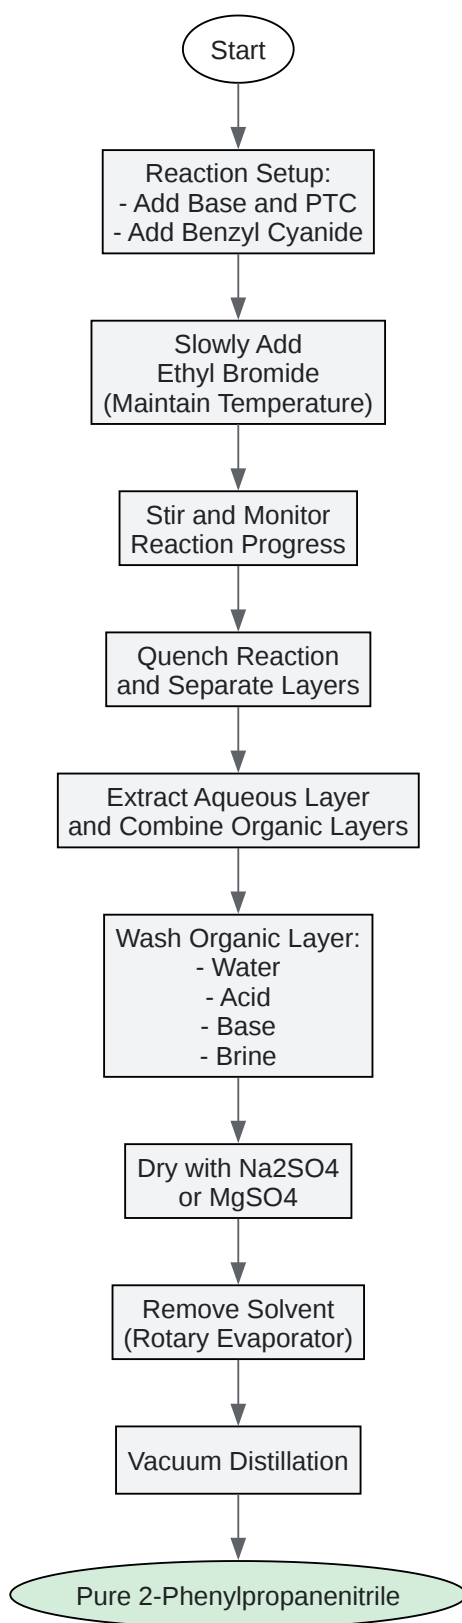 Start
Reaction Setup:
- Add Base and PTC
- Add Benzyl Cyanide
Slowly Add
Ethyl Bromide
(Maintain Temperature)
Stir and Monitor
Reaction Progress
Quench Reaction
and Separate Layers
Extract Aqueous Layer
and Combine Organic Layers
Wash Organic Layer:
- Water
- Acid
- Base
- Brine
Dry with Na2SO4
or MgSO4
Remove Solvent
(Rotary Evaporator)
Vacuum Distillation
Pure 2-Phenylpropanenitrile